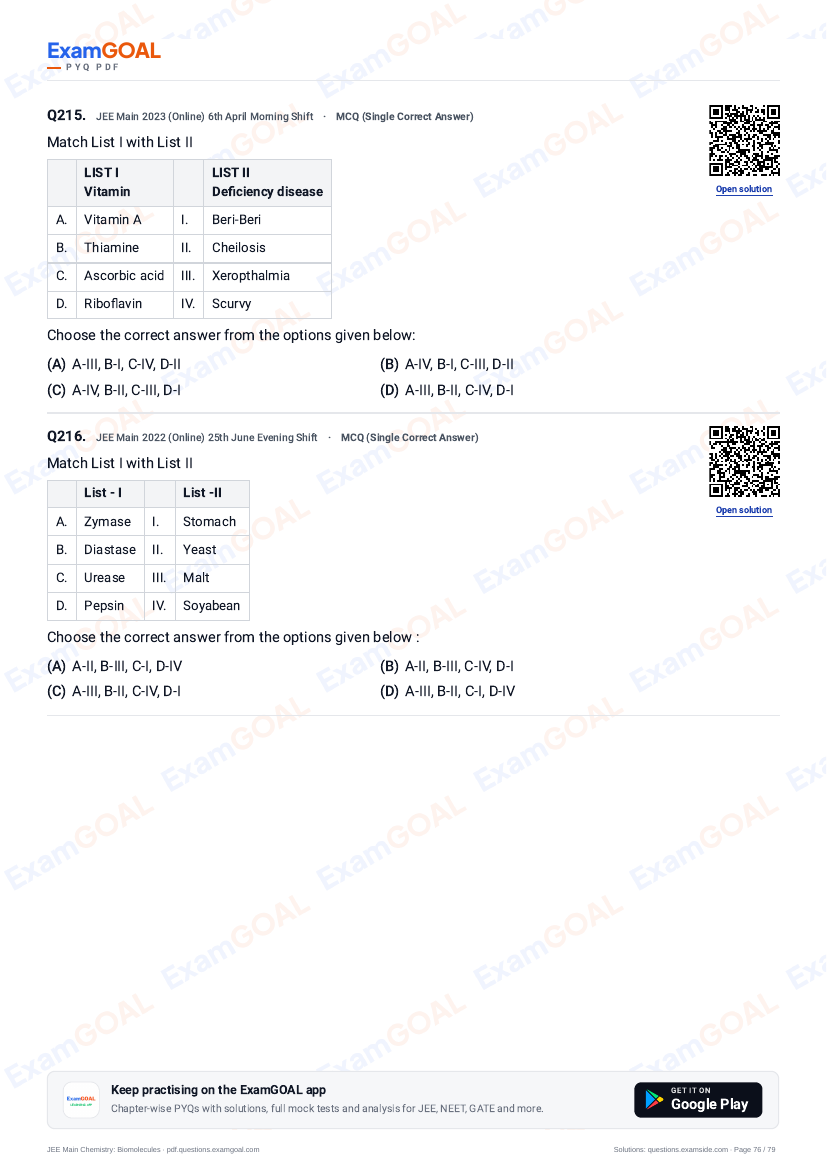 ExamGOAL
PYQ PDF
Q215. JEE Main 2023 (Online) 6th April Morning Shift · MCQ (Single Correct Answer)
Open solution
Match List I with List II
LIST I Vitamin | LIST II Deficiency disease
A. Vitamin A I. Beri-Beri
B. Thiamine II. Cheilosis
C. Ascorbic acid III. Xeropthalmia
D. Riboflavin IV. Scurvy
Choose the correct answer from the options given below:
(A) A-III, B-I, C-IV, D-II (B) A-IV, B-I, C-III, D-II
(C) A-IV, B-II, C-III, D-I (D) A-III, B-II, C-IV, D-I
Q216. JEE Main 2022 (Online) 25th June Evening Shift · MCQ (Single Correct Answer)
Open solution
Match List I with List II
List - I List -II
A. Zymase I. Stomach
B. Diastase II. Yeast
C. Urease III. Malt
D. Pepsin IV. Soyabean
Choose the correct answer from the options given below :
(A) A-II, B-III, C-I, D-IV (B) A-II, B-III, C-IV, D-I
(C) A-III, B-II, C-IV, D-I (D) A-III, B-II, C-I, D-IV
ExamGOAL
Keep practising on the ExamGOAL app
Chapter-wise PYQs with solutions, full mock tests and analysis for JEE, NEET, GATE and more.
GET IT ON
Google Play
JEE Main Chemistry: Biomolecules · pdf.questions.examgoal.com Solutions: questions.examside.com · Page 76 / 79